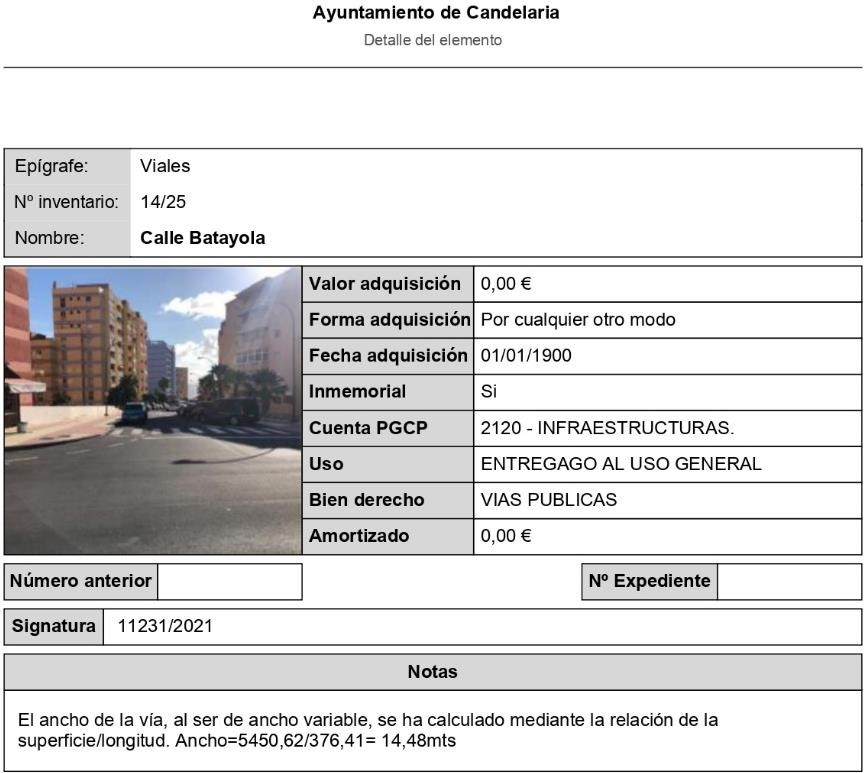 Ayuntamiento de Candelaria
Detalle del elemento
Epígrafe: Viales
Nº inventario: 14/25
Nombre: Calle Batayola
Valor adquisición 0,00 €
Forma adquisición Por cualquier otro modo
Fecha adquisición 01/01/1900
Inmemorial Si
Cuenta PGCP 2120 - INFRAESTRUCTURAS.
Uso ENTREGAGO AL USO GENERAL
Bien derecho VIAS PUBLICAS
Amortizado 0,00 €
Número anterior Nº Expediente
Signatura 11231/2021
Notas
El ancho de la vía, al ser de ancho variable, se ha calculado mediante la relación de la
superficie/longitud. Ancho=5450,62/376,41= 14,48mts